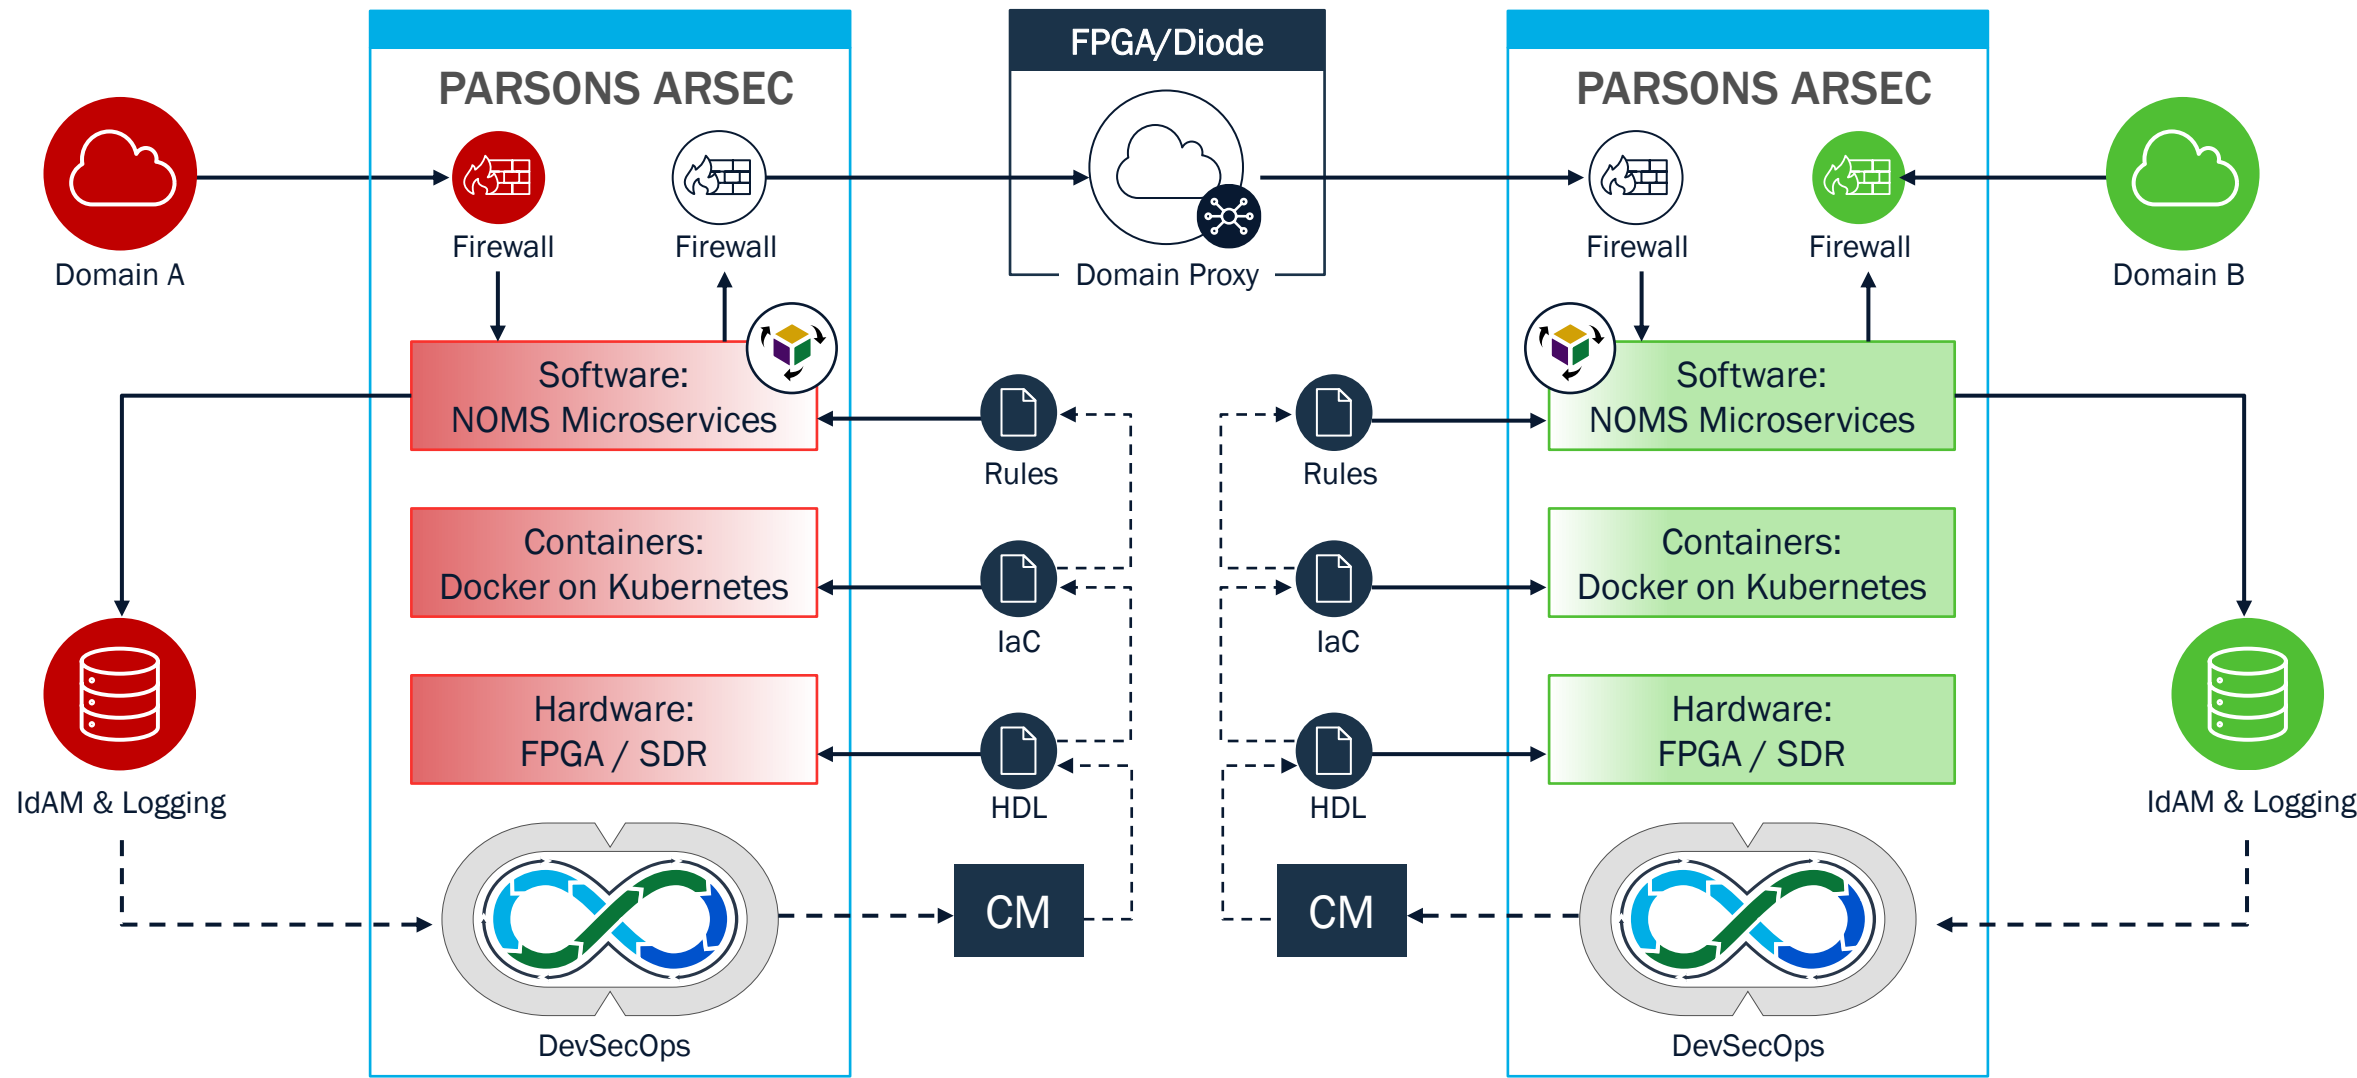 FPGA/Diode
PARSONS ARSEC
PARSONS ARSEC
Domain A
Firewall
Firewall
Domain Proxy
Firewall
Firewall
Domain B
Software:
NOMS Microservices
Rules
Rules
Software:
NOMS Microservices
Containers:
Docker on Kubernetes
IaC
IaC
Containers:
Docker on Kubernetes
Hardware:
FPGA / SDR
HDL
HDL
Hardware:
FPGA / SDR
IdAM & Logging
IdAM & Logging
CM
CM
DevSecOps
DevSecOps